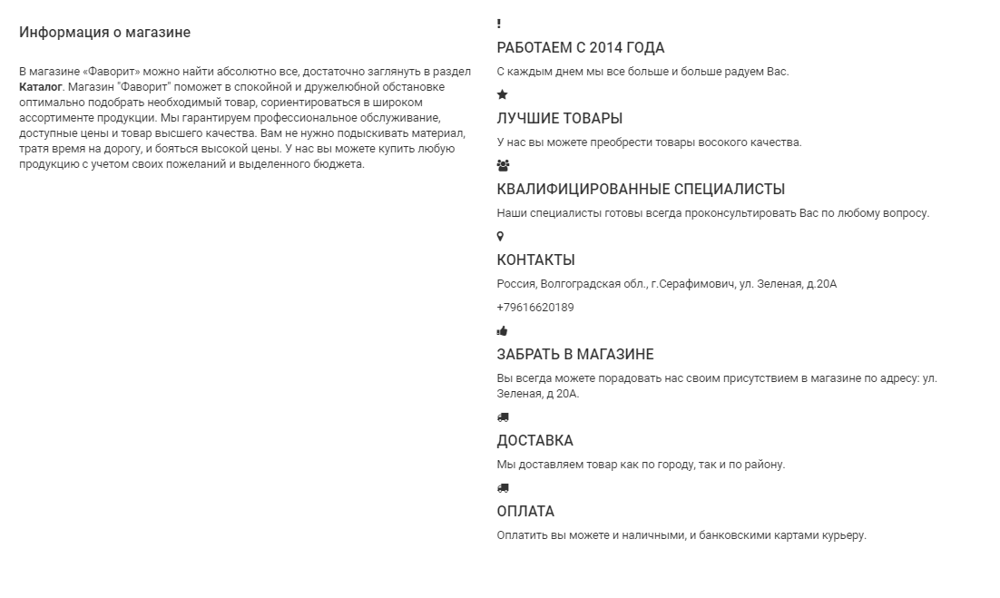 Информация о магазине
В магазине «Фаворит» можно найти абсолютно все, достаточно заглянуть в раздел
Каталог. Магазин "Фаворит" поможет в спокойной и дружелюбной обстановке
оптимально подобрать необходимый товар, сориентироваться в широком
ассортименте продукции. Мы гарантируем профессиональное обслуживание,
доступные цены и товар высшего качества. Вам не нужно подыскивать материал,
тратя время на дорогу, и бояться высокой цены. У нас вы можете купить любую
продукцию с учетом своих пожеланий и выделенного бюджета.
РАБОТАЕМ С 2014 ГОДА
С каждым днем мы все больше и больше радуем Вас.
ЛУЧШИЕ ТОВАРЫ
У нас вы можете преобрести товары восокого качества.
КВАЛИФИЦИРОВАННЫЕ СПЕЦИАЛИСТЫ
Наши специалисты готовы всегда проконсультировать Вас по любому вопросу.
КОНТАКТЫ
Россия, Волгоградская обл., г.Серафимович, ул. Зеленая, д.20А
+79616620189
ЗАБРАТЬ В МАГАЗИНЕ
Вы всегда можете порадовать нас своим присутствием в магазине по адресу: ул.
Зеленая, д 20А.
ДОСТАВКА
Мы доставляем товар как по городу, так и по району.
ОПЛАТА
Оплатить вы можете и наличными, и банковскими картами курьеру.